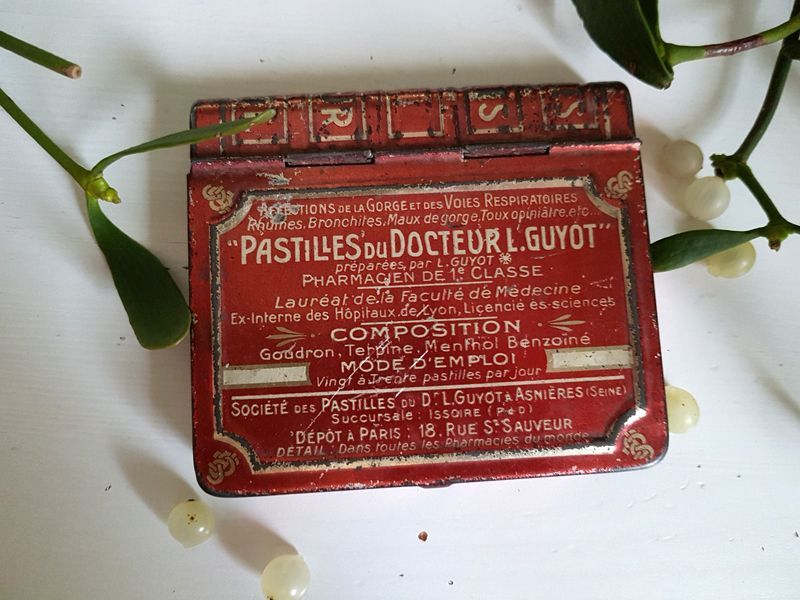 AFFECTIONS DE LA GORGE ET DES VOIES RESPIRATOIRES
Rhumes, Bronchites, Maux de gorge, Toux opiniâtre, etc...
"PASTILLES DU DOCTEUR L. GUYOT"
préparées par L. GUYOT
PHARMACIEN DE 1e CLASSE
Lauréat de la Faculté de Médecine
Ex-Interne des Hôpitaux de Lyon, Licencié ès-sciences
COMPOSITION
Goudron, Terpine, Menthol Benzoïné
MODE D'EMPLOI
Vingt à Trente pastilles par jour
SOCIÉTÉ DES PASTILLES DU Dr L. GUYOT À ASNIÈRES (SEINE)
Succursale : ISSOIRE (P & D)
DÉPÔT À PARIS : 18, RUE St SAUVEUR
DÉTAIL : Dans toutes les Pharmacies du monde